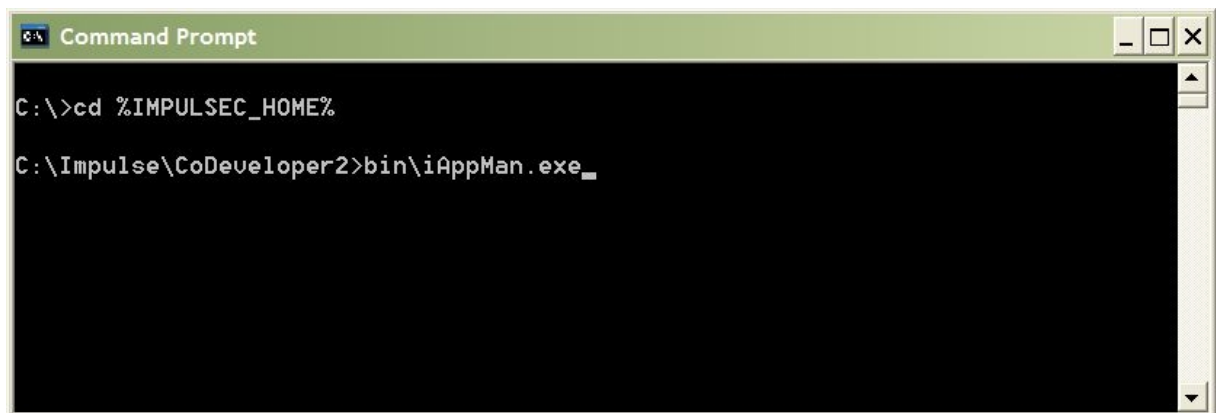 Command Prompt
C:\>cd %IMPULSEC_HOME%
C:\Impulse\CoDeveloper2>bin\iAppMan.exe_